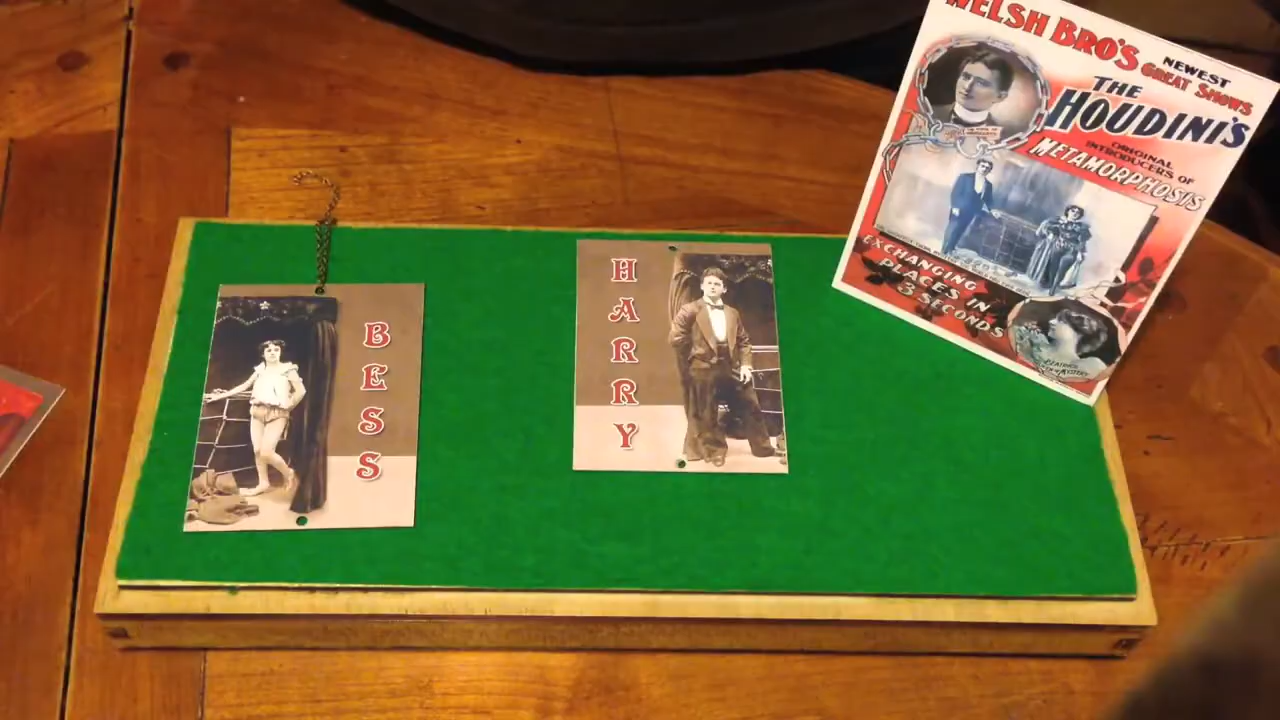 BESS
HARRY
WELSH BRO'S
NEWEST
GREAT SHOWS
THE
HOUDINI'S
ORIGINAL
INTRODUCERS OF
METAMORPHOSIS
EXCHANGING
PLACES IN
3 SECONDS